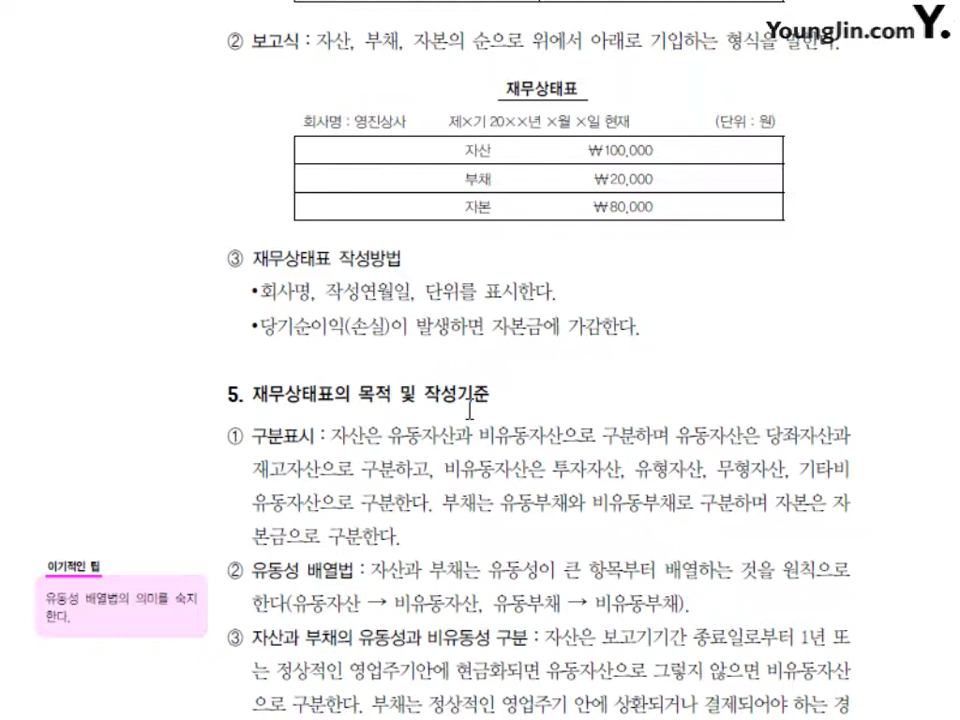 YoungJin.com Y.
② 보고식 : 자산, 부채, 자본의 순으로 위에서 아래로 기입하는 형식을 말한다.
재무상태표
회사명 : 영진상사 제×기 20××년 ×월 ×일 현재 (단위 : 원)
자산 ₩100,000
부채 ₩20,000
자본 ₩80,000
③ 재무상태표 작성방법
•회사명, 작성연월일, 단위를 표시한다.
•당기순이익(손실)이 발생하면 자본금에 가감한다.
5. 재무상태표의 목적 및 작성기준
① 구분표시 : 자산은 유동자산과 비유동자산으로 구분하며 유동자산은 당좌자산과
재고자산으로 구분하고, 비유동자산은 투자자산, 유형자산, 무형자산, 기타비
유동자산으로 구분한다. 부채는 유동부채와 비유동부채로 구분하며 자본은 자
본금으로 구분한다.
이기적인 팁
유동성 배열법의 의미를 숙지
한다.
② 유동성 배열법 : 자산과 부채는 유동성이 큰 항목부터 배열하는 것을 원칙으로
한다(유동자산 → 비유동자산, 유동부채 → 비유동부채).
③ 자산과 부채의 유동성과 비유동성 구분 : 자산은 보고기기간 종료일로부터 1년 또
는 정상적인 영업주기안에 현금화되면 유동자산으로 그렇지 않으면 비유동자산
으로 구분한다. 부채는 정상적인 영업주기 안에 상환되거나 결제되어야 하는 경